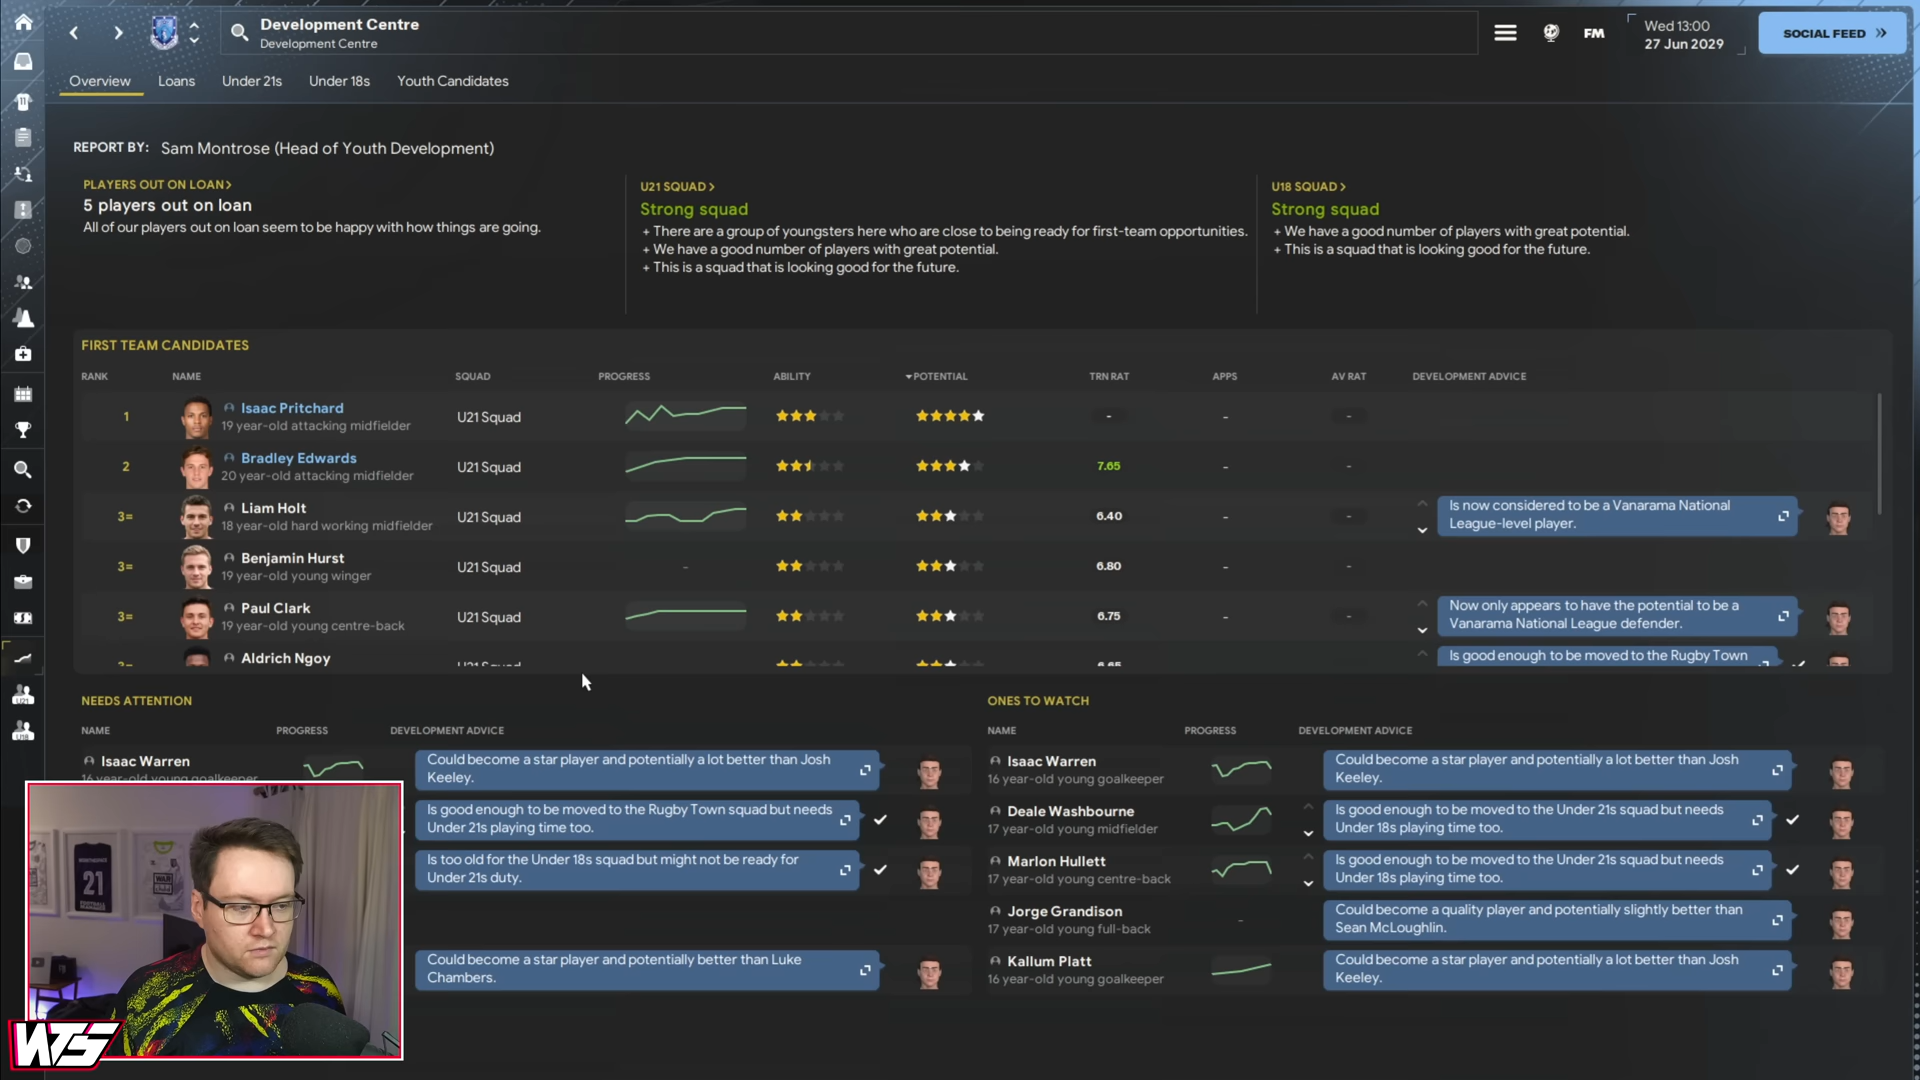 Development Centre
Development Centre
FM
Wed 13:00
27 Jun 2029
SOCIAL FEED
Overview
Loans
Under 21s
Under 18s
Youth Candidates
REPORT BY: Sam Montrose (Head of Youth Development)
PLAYERS OUT ON LOAN>
5 players out on loan
All of our players out on loan seem to be happy with how things are going.
U21 SQUAD >
Strong squad
+ There are a group of youngsters here who are close to being ready for first-team opportunities.
+ We have a good number of players with great potential.
+ This is a squad that is looking good for the future.
U18 SQUAD >
Strong squad
+ We have a good number of players with great potential.
+ This is a squad that is looking good for the future.
FIRST TEAM CANDIDATES
RANK NAME SQUAD PROGRESS ABILITY POTENTIAL TRN RAT APPS AV RAT DEVELOPMENT ADVICE
1 Isaac Pritchard U21 Squad - - -
19 year-old attacking midfielder
2 Bradley Edwards U21 Squad 7.65 - -
20 year-old attacking midfielder
3= Liam Holt U21 Squad 6.40 - -
18 year-old hard working midfielder
Is now considered to be a Vanarama National
League-level player.
3= Benjamin Hurst U21 Squad - 6.80 - -
19 year-old young winger
3= Paul Clark U21 Squad 6.75 - -
19 year-old young centre-back
Now only appears to have the potential to be a
Vanarama National League defender.
3= Aldrich Ngoy U21 Squad 6.65
Is good enough to be moved to the Rugby Town
NEEDS ATTENTION
NAME PROGRESS DEVELOPMENT ADVICE
Isaac Warren
16 year-old young goalkeeper
Could become a star player and potentially a lot better than Josh
Keeley.
Is good enough to be moved to the Rugby Town squad but needs
Under 21s playing time too.
Is too old for the Under 18s squad but might not be ready for
Under 21s duty.
Could become a star player and potentially better than Luke
Chambers.
ONES TO WATCH
NAME PROGRESS DEVELOPMENT ADVICE
Isaac Warren
16 year-old young goalkeeper
Could become a star player and potentially a lot better than Josh
Keeley.
Deale Washbourne
17 year-old young midfielder
Is good enough to be moved to the Under 21s squad but needs
Under 18s playing time too.
Marlon Hullett
17 year-old young centre-back
Is good enough to be moved to the Under 21s squad but needs
Under 18s playing time too.
Jorge Grandison
17 year-old young full-back
-
Could become a quality player and potentially slightly better than
Sean McLoughlin.
Kallum Platt
16 year-old young goalkeeper
Could become a star player and potentially a lot better than Josh
Keeley.
U21
U18
21
WTS